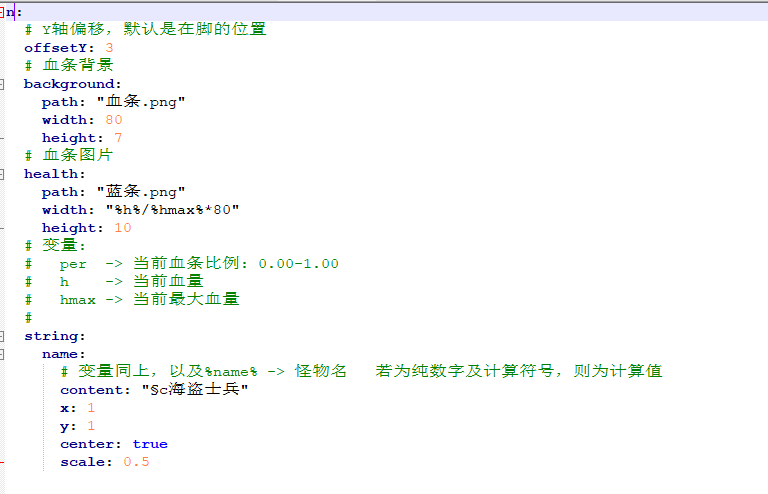 n:
# Y轴偏移，默认是在脚的位置
offsetY: 3
# 血条背景
background:
path: "血条.png"
width: 80
height: 7
# 血条图片
health:
path: "蓝条.png"
width: "%h%/%hmax%*80"
height: 10
# 变量:
# per -> 当前血条比例: 0.00-1.00
# h -> 当前血量
# hmax -> 当前最大血量
#
string:
name:
# 变量同上，以及%name% -> 怪物名 若为纯数字及计算符号，则为计算值
content: "§c海盗士兵"
x: 1
y: 1
center: true
scale: 0.5